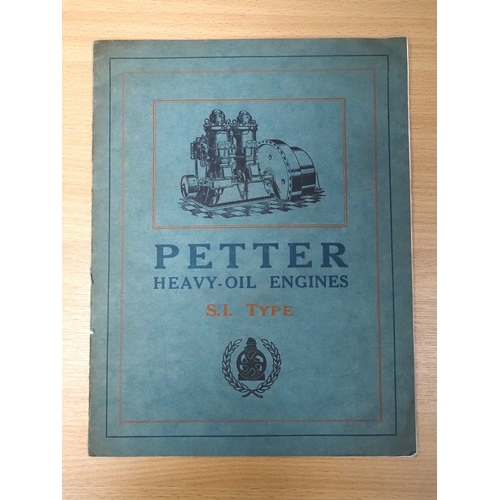 PETTER
HEAVY-OIL ENGINES
S.I. TYPE